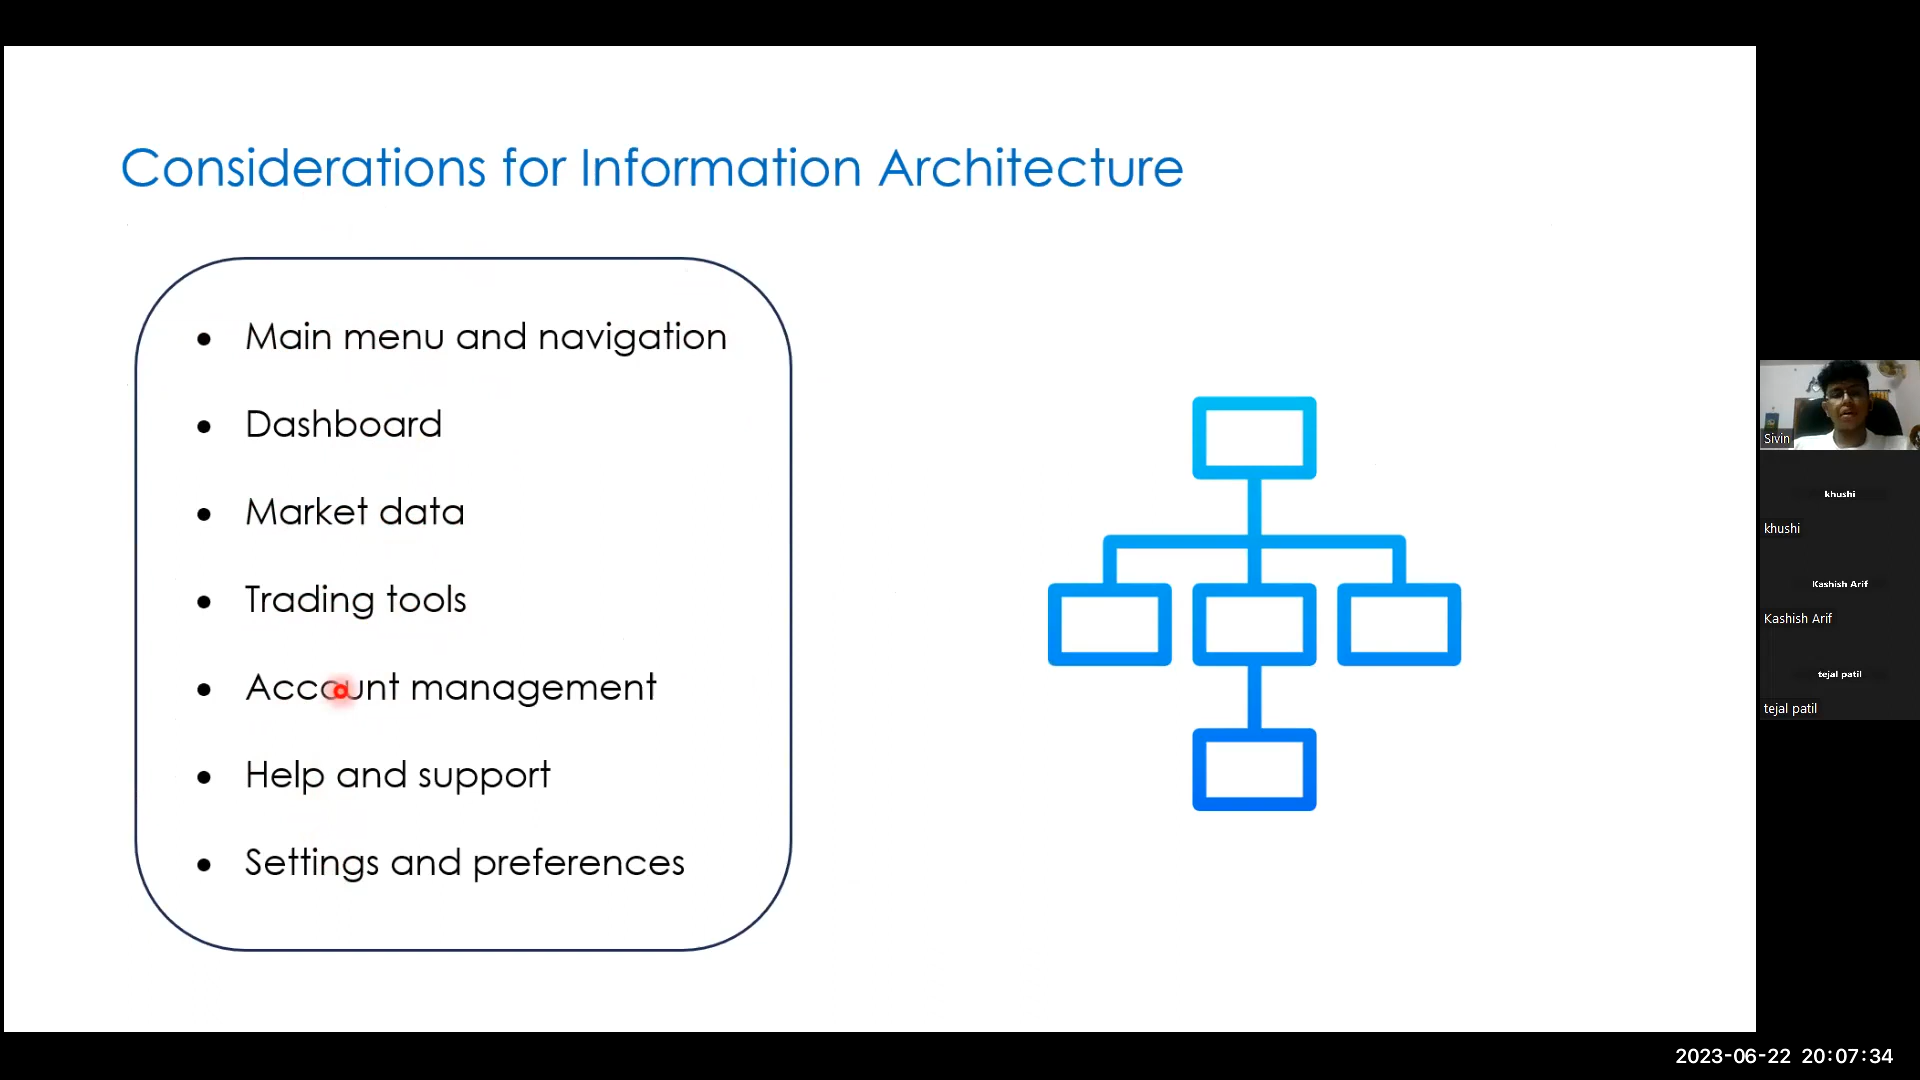 Considerations for Information Architecture
Main menu and navigation
Dashboard
Market data
Trading tools
Account management
Help and support
Settings and preferences
Sivin
khushi
khushi
Kashish Arif
Kashish Arif
tejal patil
tejal patil
2023-06-22 20:07:34